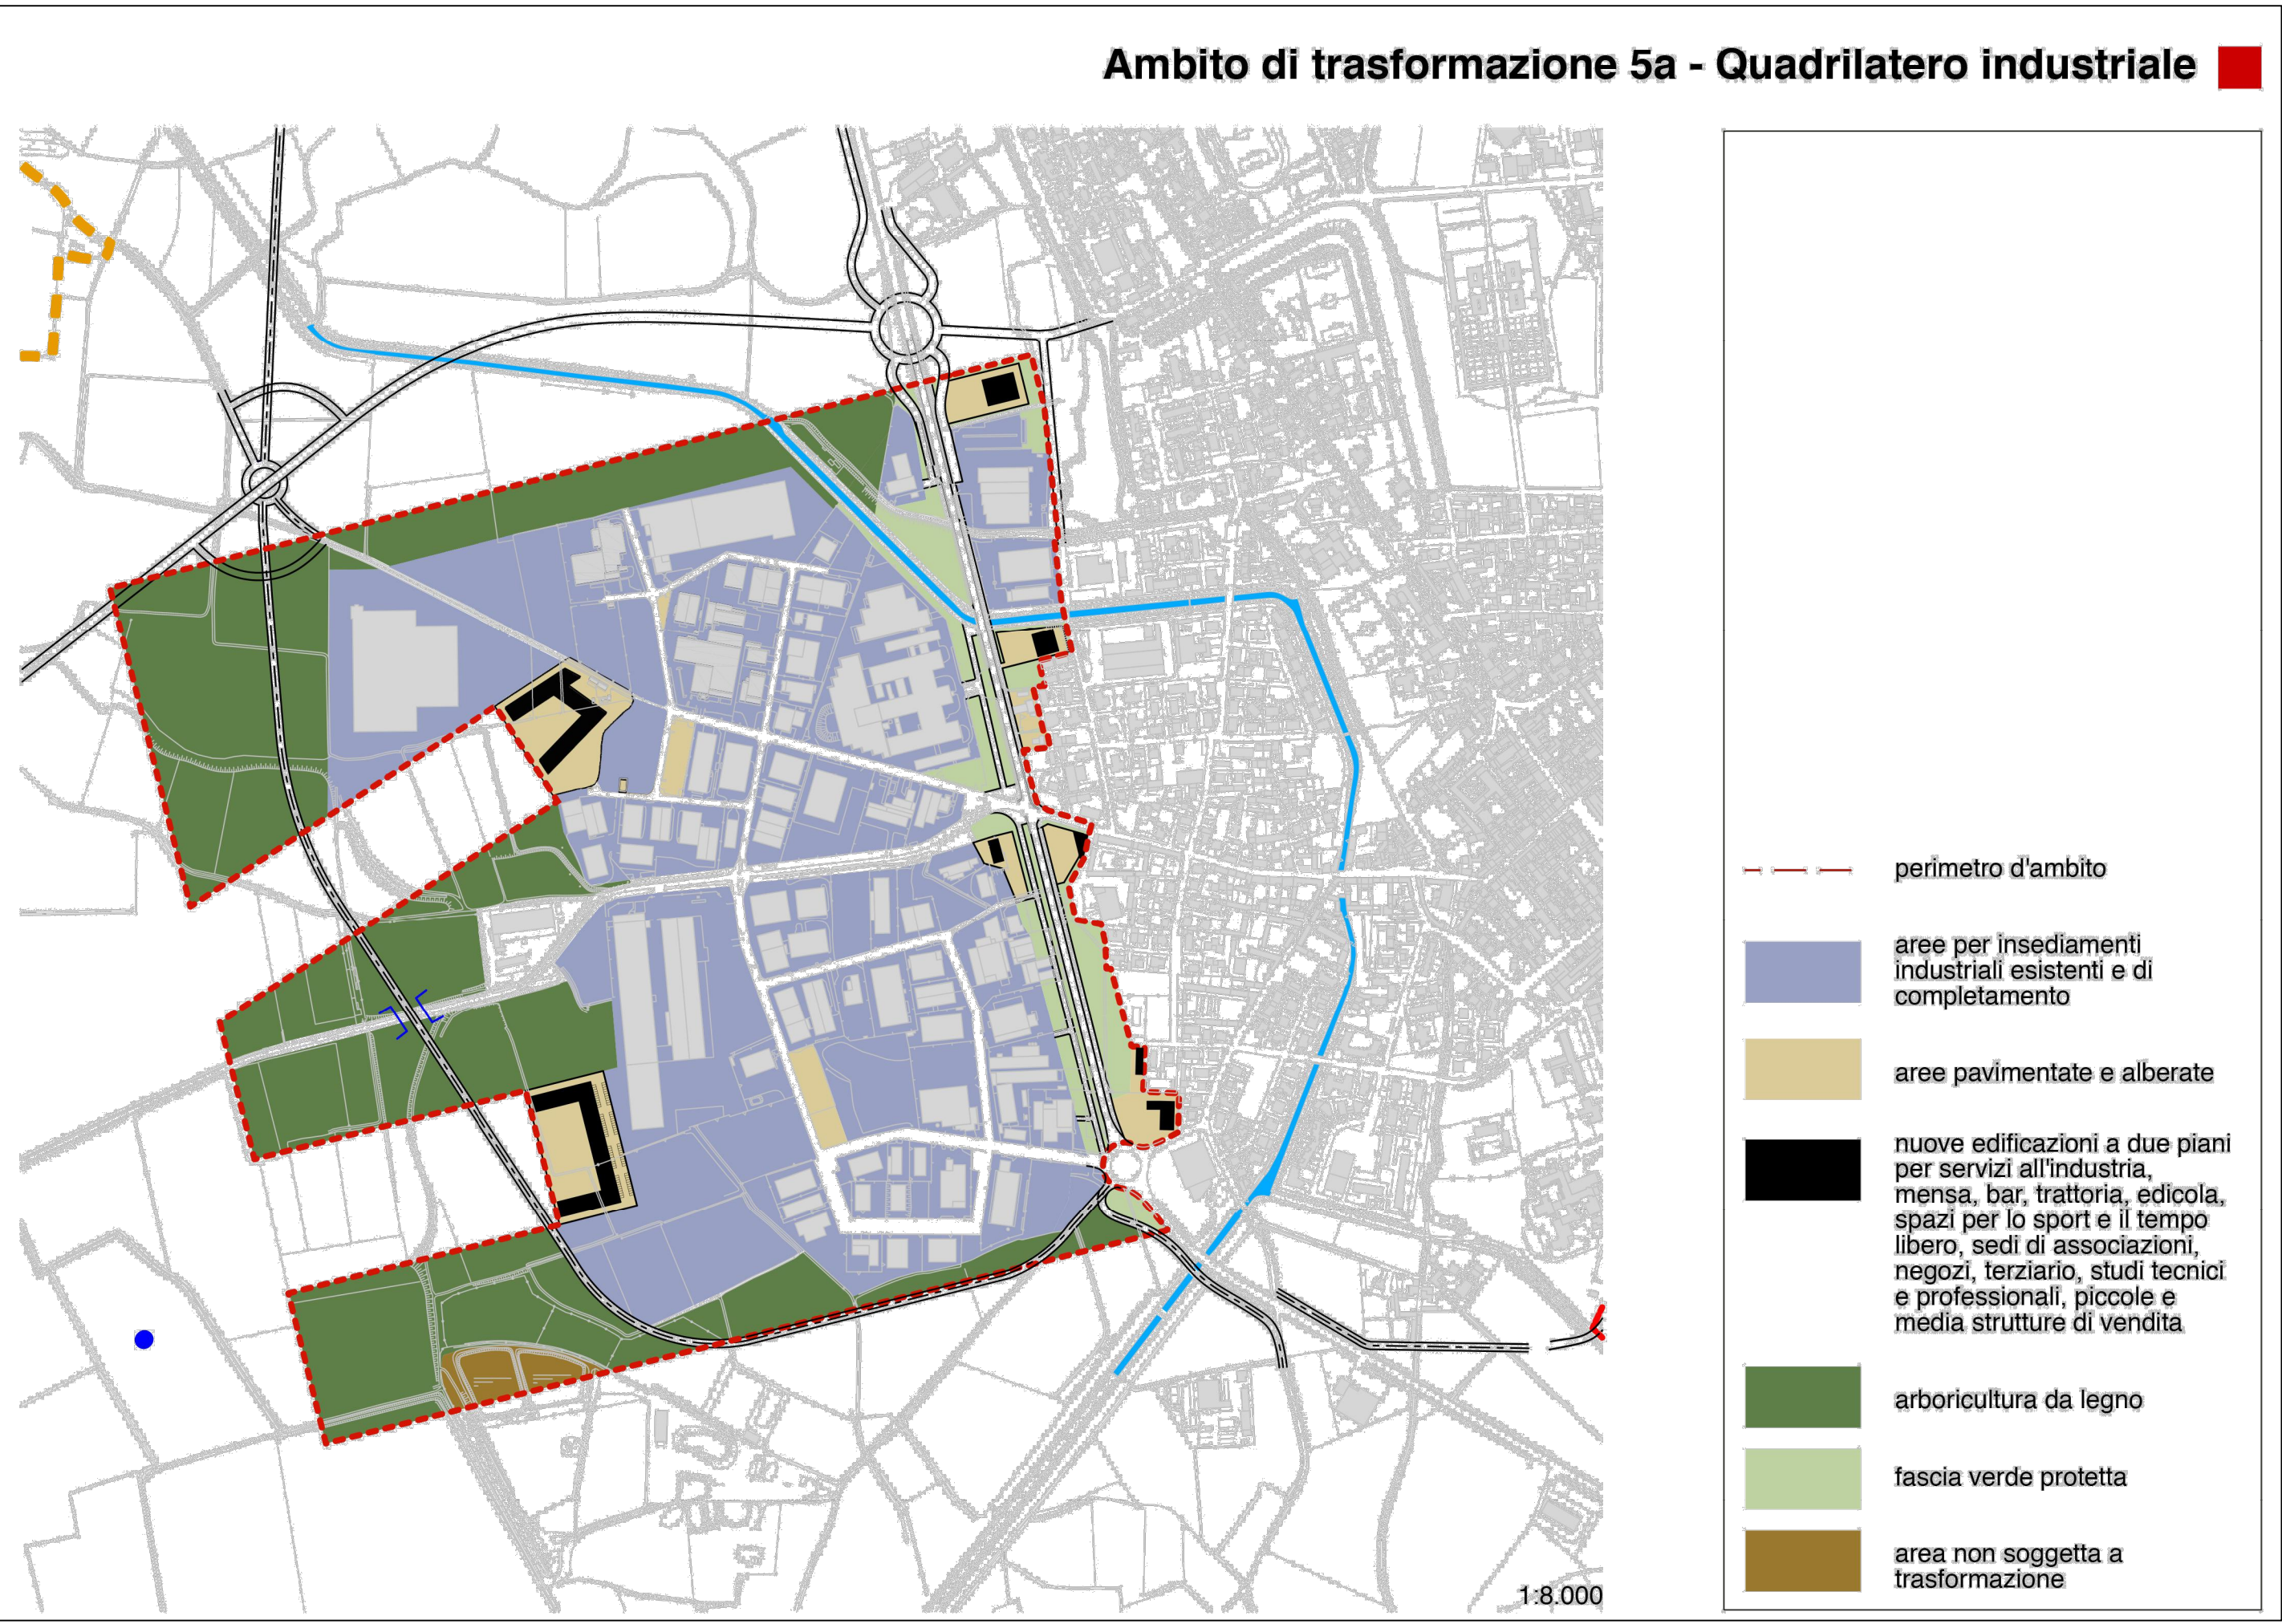 Ambito di trasformazione 5a - Quadrilatero industriale
perimetro d'ambito
aree per insediamenti
industriali esistenti e di
completamento
aree pavimentate e alberate
nuove edificazioni a due piani
per servizi all'industria,
mensa, bar, trattoria, edicola,
spazi per lo sport e il tempo
libero, sedi di associazioni,
negozi, terziario, studi tecnici
e professionali, piccole e
media strutture di vendita
arboricultura da legno
fascia verde protetta
area non soggetta a
trasformazione
1:8.000